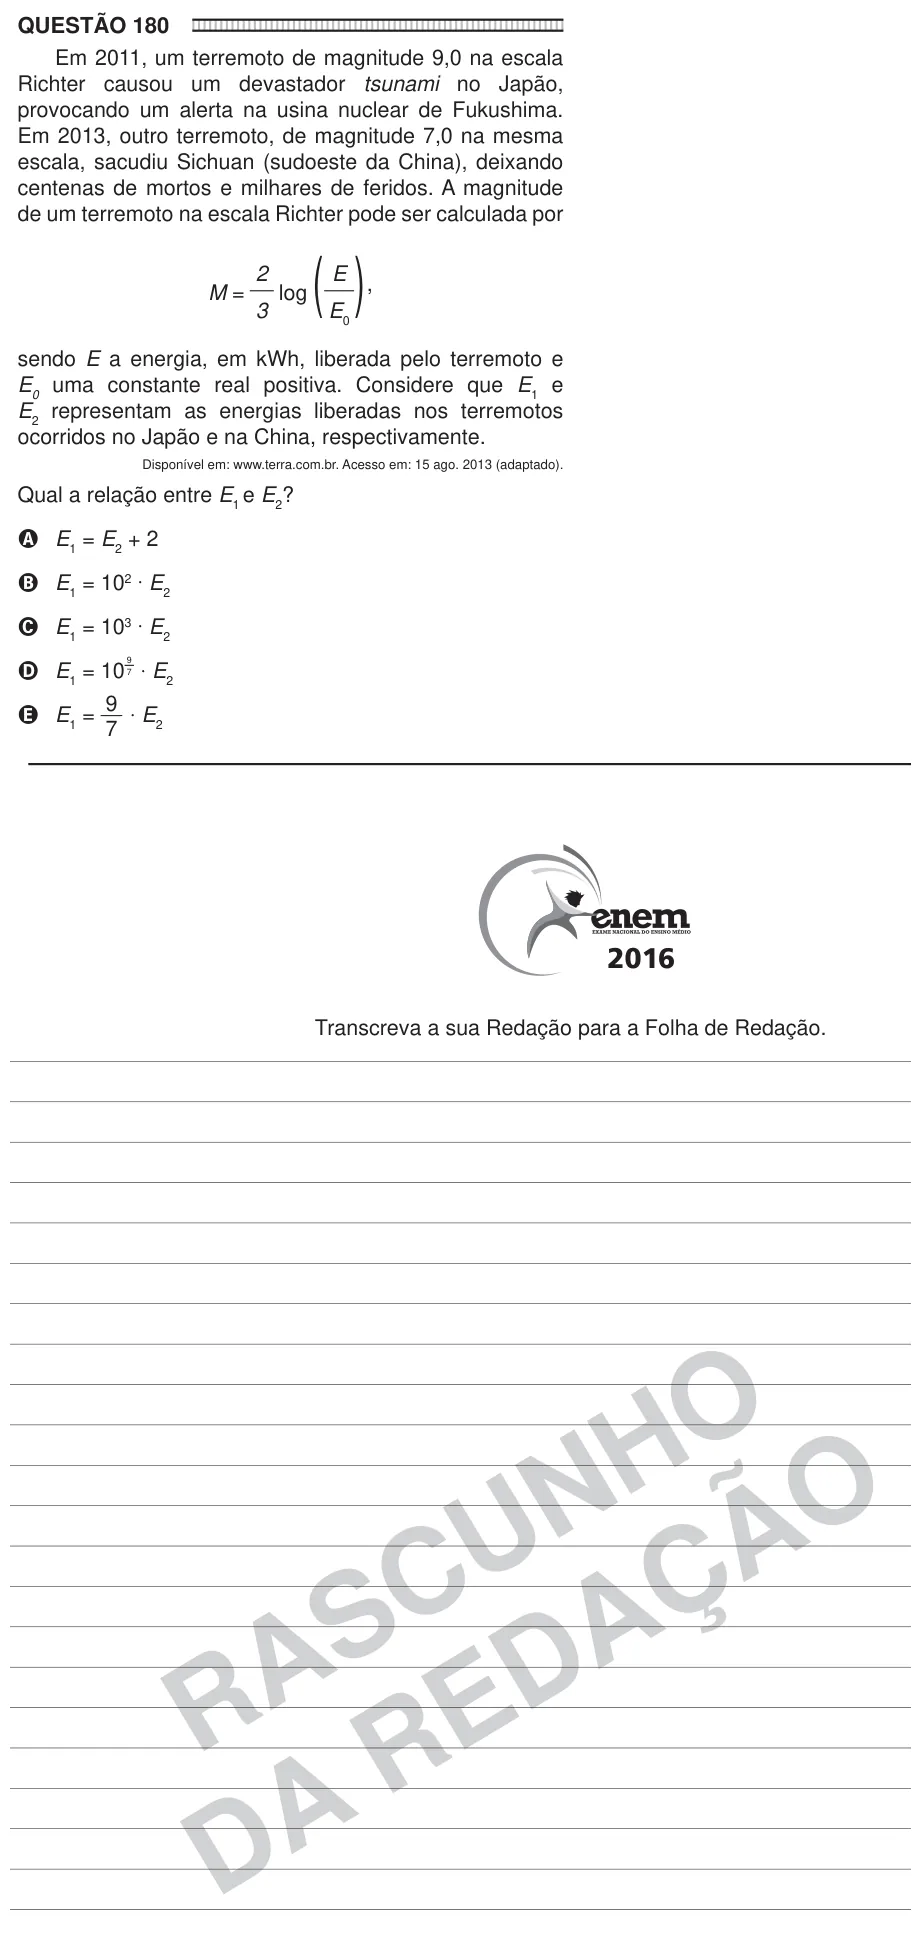 QUESTÃO 180
Em 2011, um terremoto de magnitude 9,0 na escala
Richter causou um devastador tsunami no Japão,
provocando um alerta na usina nuclear de Fukushima.
Em 2013, outro terremoto, de magnitude 7,0 na mesma
escala, sacudiu Sichuan (sudoeste da China), deixando
centenas de mortos e milhares de feridos. A magnitude
de um terremoto na escala Richter pode ser calculada por
M = 2/3 log (E/E₀),
sendo E a energia, em kWh, liberada pelo terremoto e
E₀ uma constante real positiva. Considere que E₁ e
E₂ representam as energias liberadas nos terremotos
ocorridos no Japão e na China, respectivamente.
Disponível em: www.terra.com.br. Acesso em: 15 ago. 2013 (adaptado).
Qual a relação entre E₁ e E₂?
A E₁ = E₂ + 2
B E₁ = 10² · E₂
C E₁ = 10³ · E₂
D E₁ = 10^(9/7) · E₂
E E₁ = 9/7 · E₂
enem
EXAME NACIONAL DO ENSINO MÉDIO
2016
Transcreva a sua Redação para a Folha de Redação.
RASCUNHO
DA REDAÇÃO